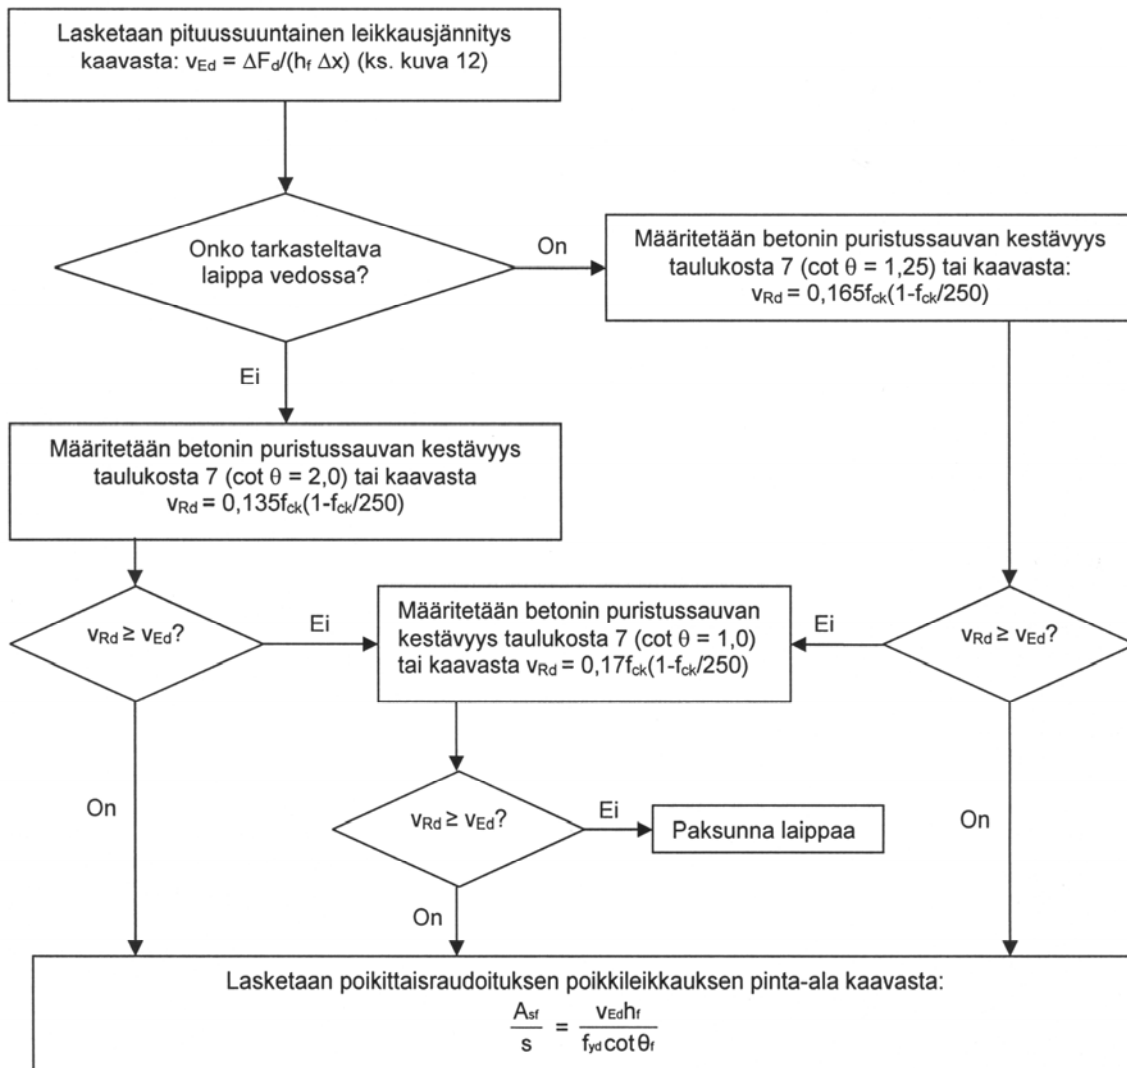 Lasketaan pituussuuntainen leikkausjännitys
kaavasta: vEd = ΔFd/(hf Δx) (ks. kuva 12)
Onko tarkasteltava
laippa vedossa?
On
Määritetään betonin puristussauvan kestävyys
taulukosta 7 (cot θ = 1,25) tai kaavasta:
vRd = 0,165fck(1-fck/250)
Ei
Määritetään betonin puristussauvan kestävyys
taulukosta 7 (cot θ = 2,0) tai kaavasta
vRd = 0,135fck(1-fck/250)
vRd ≥ vEd?
Ei
Määritetään betonin puristussauvan
kestävyys taulukosta 7 (cot θ = 1,0)
tai kaavasta vRd = 0,17fck(1-fck/250)
Ei
vRd ≥ vEd?
On
vRd ≥ vEd?
Ei
Paksunna laippaa
On
On
Lasketaan poikittaisraudoituksen poikkileikkauksen pinta-ala kaavasta:
Asf/s = vEdhf/fydcotθf